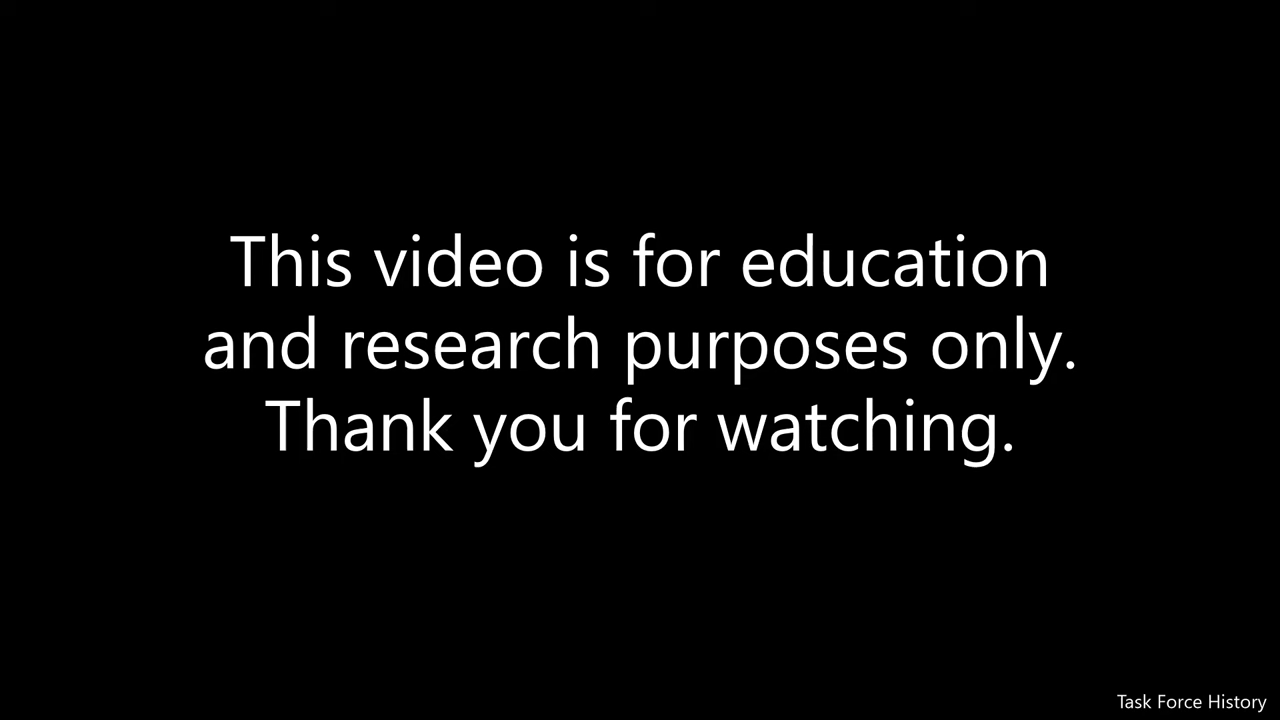 This video is for education
and research purposes only.
Thank you for watching.
Task Force History